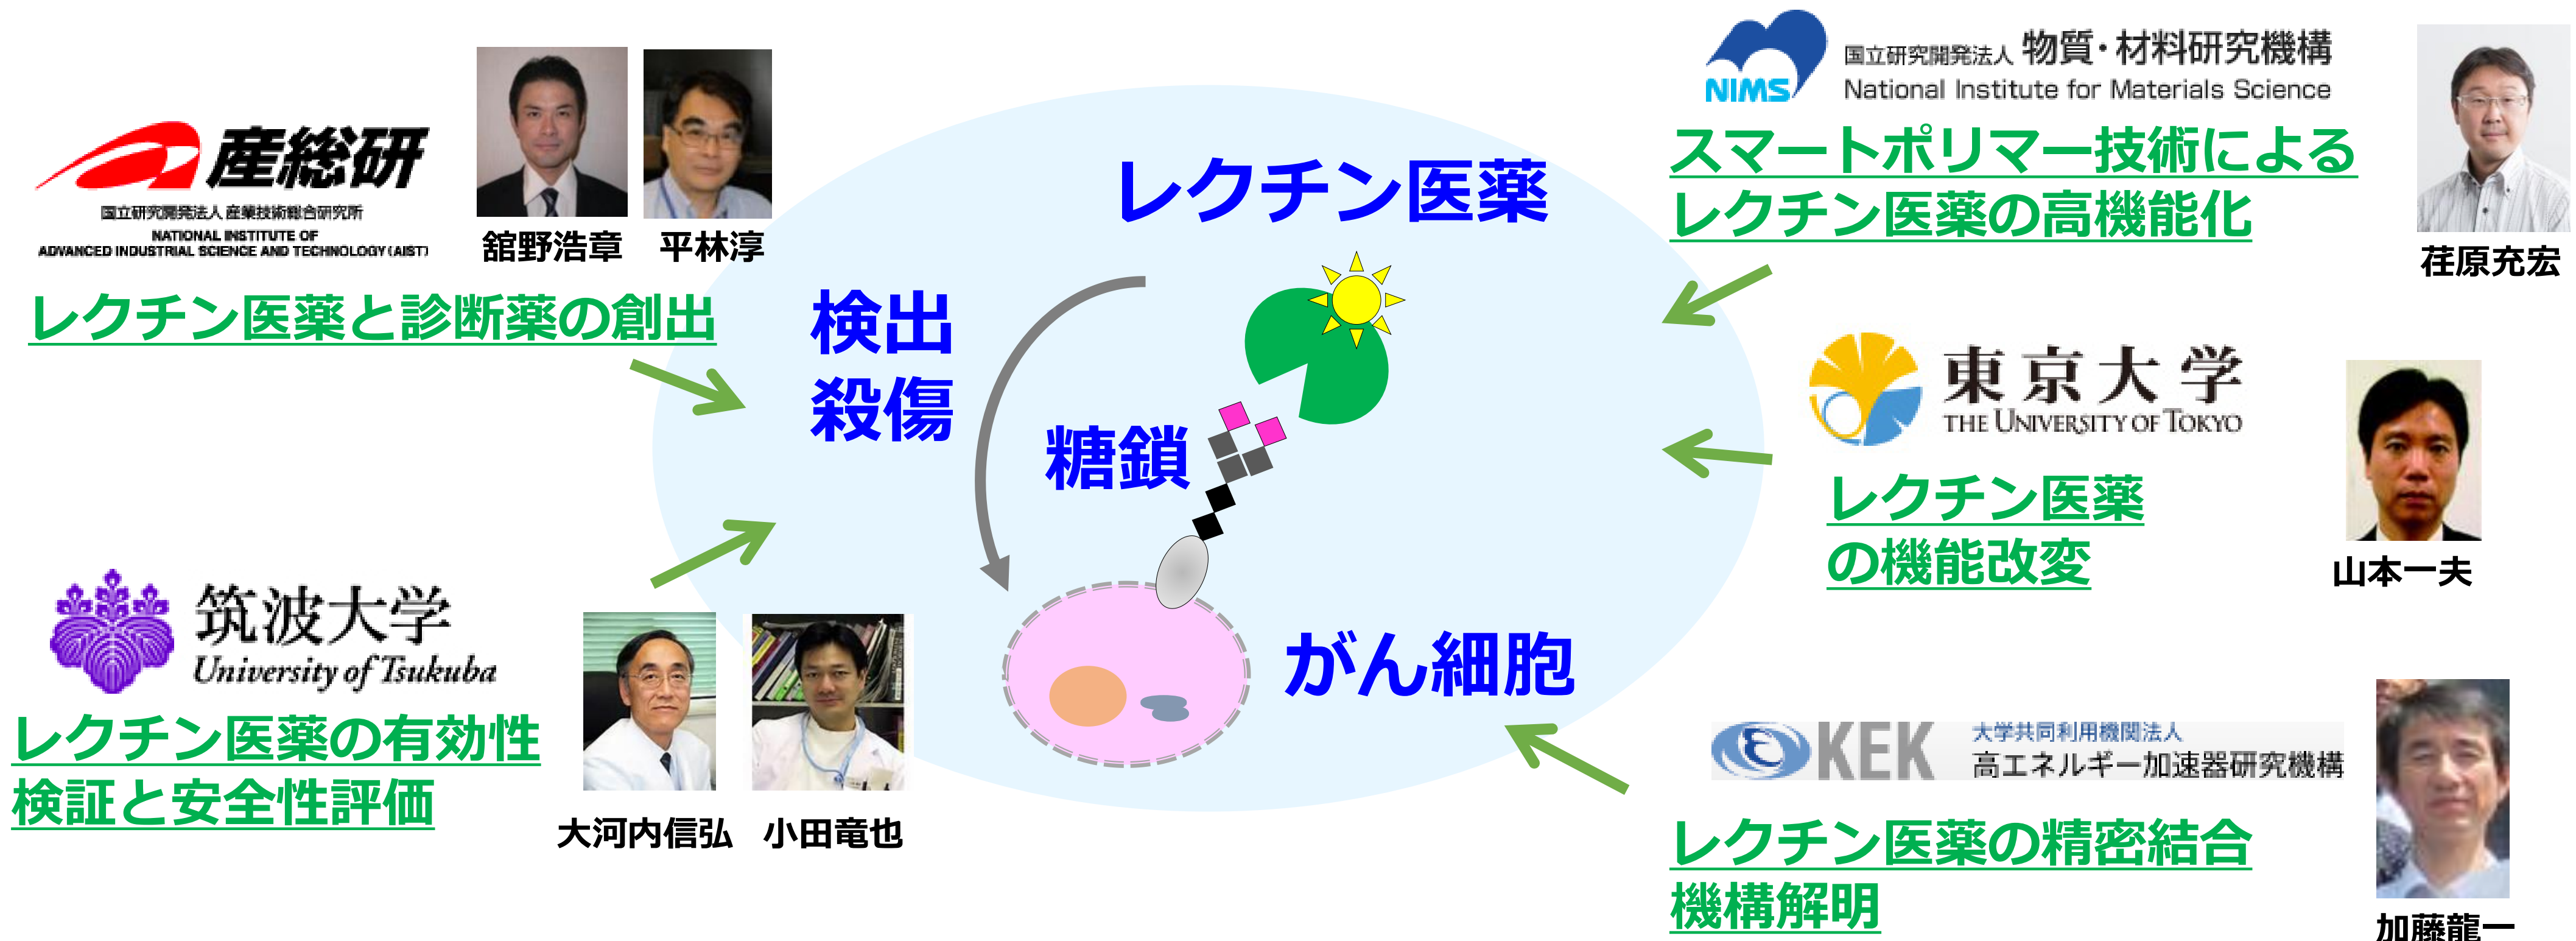 産総研
国立研究開発法人 産業技術総合研究所
NATIONAL INSTITUTE OF
ADVANCED INDUSTRIAL SCIENCE AND TECHNOLOGY (AIST)
舘野浩章
平林淳
レクチン医薬と診断薬の創出
筑波大学
University of Tsukuba
レクチン医薬の有効性
検証と安全性評価
大河内信弘
小田竜也
レクチン医薬
検出
殺傷
糖鎖
がん細胞
NIMS
国立研究開発法人 物質・材料研究機構
National Institute for Materials Science
スマートポリマー技術による
レクチン医薬の高機能化
荏原充宏
東京大学
THE UNIVERSITY OF TOKYO
レクチン医薬
の機能改変
山本一夫
KEK
大学共同利用機関法人
高エネルギー加速器研究機構
レクチン医薬の精密結合
機構解明
加藤龍一